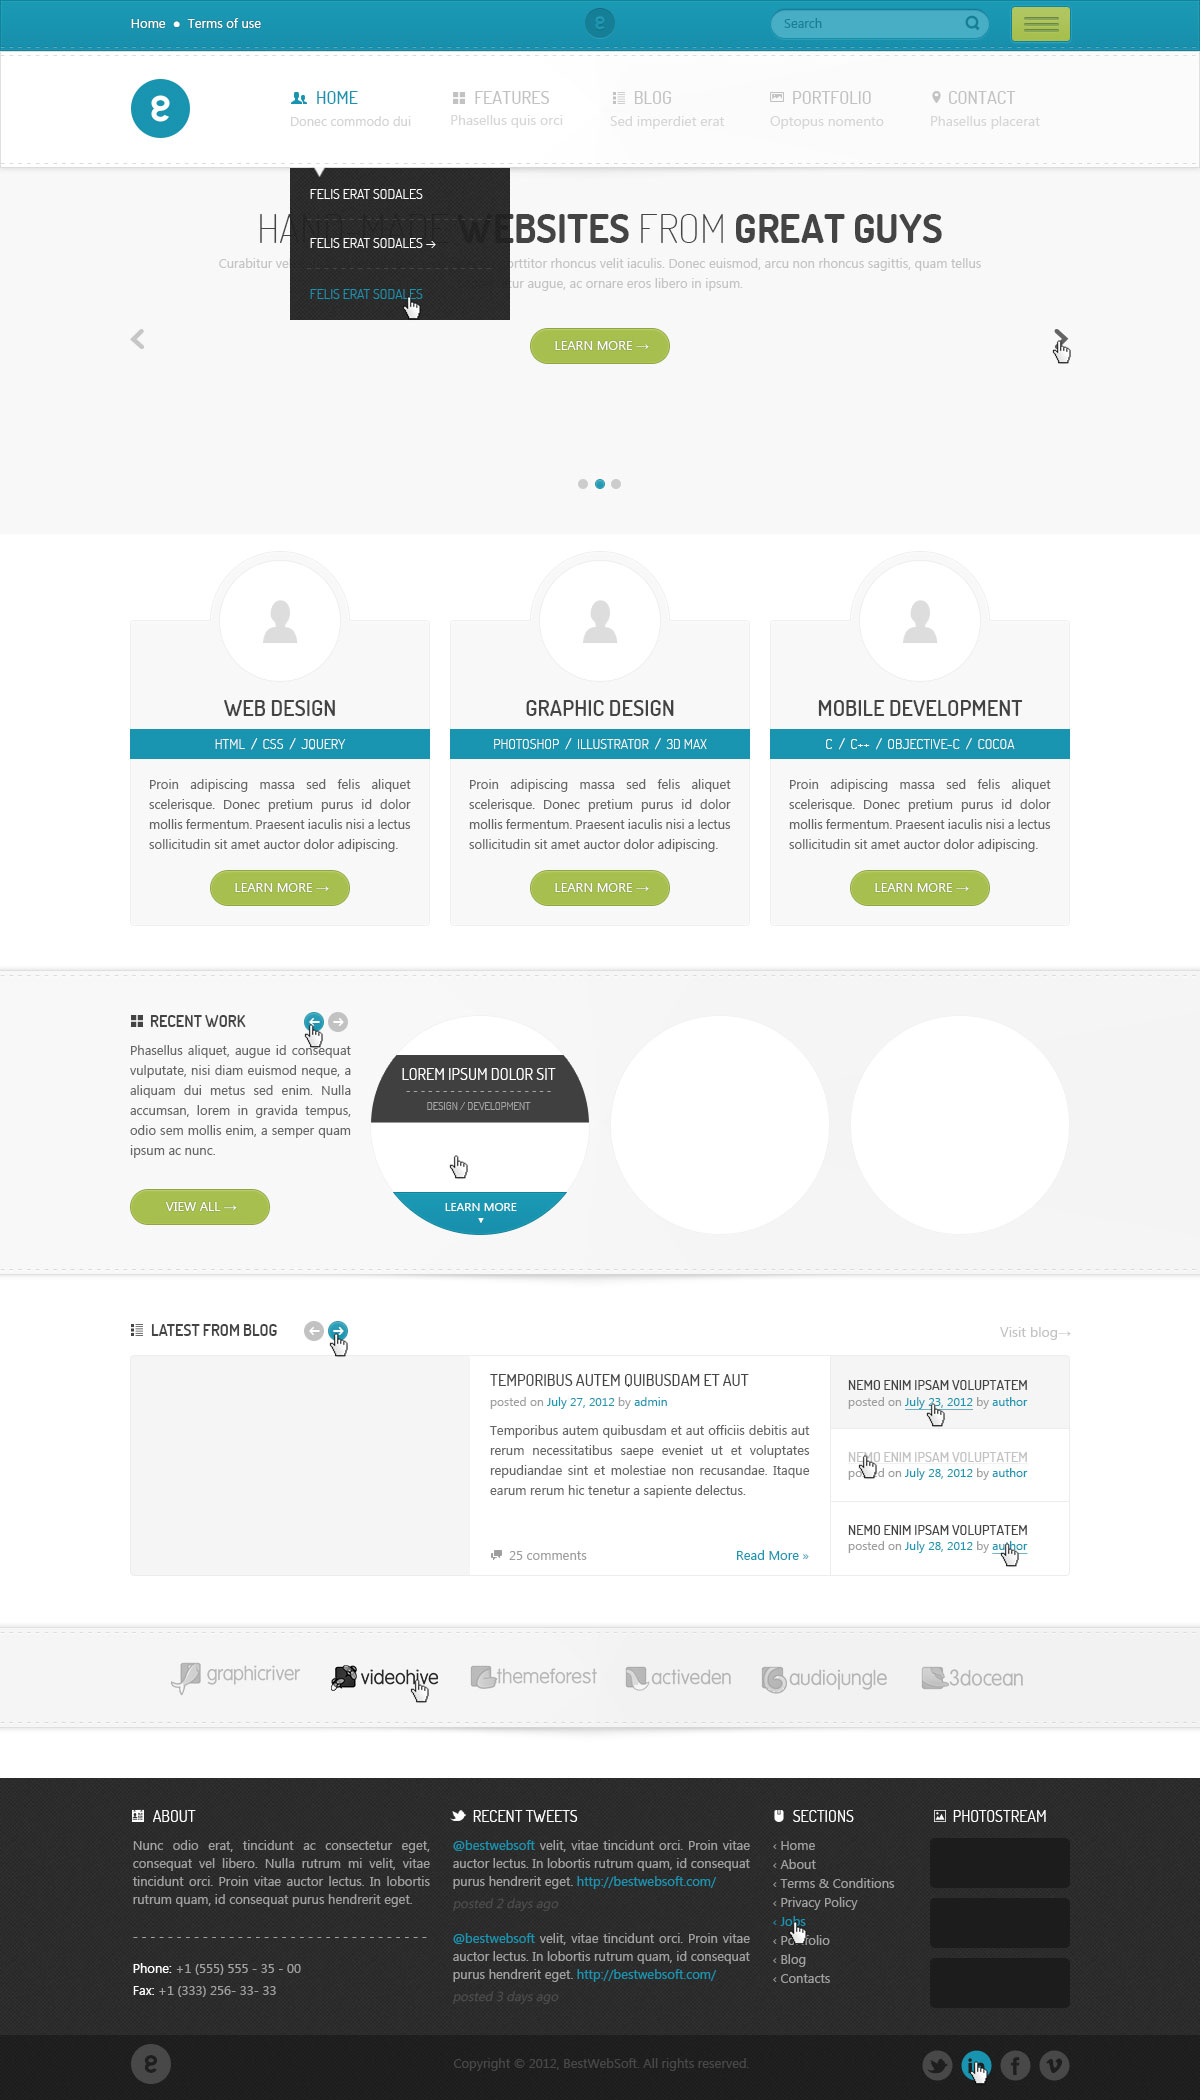 Home • Terms of use
Search
HOME
Donec commodo dui
FEATURES
Phasellus quis orci
BLOG
Sed imperdiet erat
PORTFOLIO
Optopus nomento
CONTACT
Phasellus placerat
FELIS ERAT SODALES
FELIS ERAT SODALES →
FELIS ERAT SODALES
HAND-MADE WEBSITES FROM GREAT GUYS
Curabitur porttitor rhoncus velit iaculis. Donec euismod, arcu non rhoncus sagittis, quam tellus
augue, ac ornare eros libero in ipsum.
LEARN MORE →
WEB DESIGN
HTML / CSS / JQUERY
Proin adipiscing massa sed felis aliquet
scelerisque. Donec pretium purus id dolor
mollis fermentum. Praesent iaculis nisi a lectus
sollicitudin sit amet auctor dolor adipiscing.
LEARN MORE →
GRAPHIC DESIGN
PHOTOSHOP / ILLUSTRATOR / 3D MAX
Proin adipiscing massa sed felis aliquet
scelerisque. Donec pretium purus id dolor
mollis fermentum. Praesent iaculis nisi a lectus
sollicitudin sit amet auctor dolor adipiscing.
LEARN MORE →
MOBILE DEVELOPMENT
C / C++ / OBJECTIVE-C / COCOA
Proin adipiscing massa sed felis aliquet
scelerisque. Donec pretium purus id dolor
mollis fermentum. Praesent iaculis nisi a lectus
sollicitudin sit amet auctor dolor adipiscing.
LEARN MORE →
RECENT WORK
Phasellus aliquet, augue id consequat
vulputate, nisi diam euismod neque, a
aliquam dui metus sed enim. Nulla
accumsan, lorem in gravida tempus,
odio sem mollis enim, a semper quam
ipsum ac nunc.
VIEW ALL →
LOREM IPSUM DOLOR SIT
DESIGN / DEVELOPMENT
LEARN MORE
LATEST FROM BLOG
Visit blog→
TEMPORIBUS AUTEM QUIBUSDAM ET AUT
posted on July 27, 2012 by admin
Temporibus autem quibusdam et aut officiis debitis aut
rerum necessitatibus saepe eveniet ut et voluptates
repudiandae sint et molestiae non recusandae. Itaque
earum rerum hic tenetur a sapiente delectus.
25 comments
Read More »
NEMO ENIM IPSAM VOLUPTATEM
posted on July 23, 2012 by author
NEMO ENIM IPSAM VOLUPTATEM
posted on July 28, 2012 by author
NEMO ENIM IPSAM VOLUPTATEM
posted on July 28, 2012 by author
graphicriver
videohive
themeforest
activeden
audiojungle
3docean
ABOUT
Nunc odio erat, tincidunt ac consectetur eget,
consequat vel libero. Nulla rutrum mi velit, vitae
tincidunt orci. Proin vitae auctor lectus. In lobortis
rutrum quam, id consequat purus hendrerit eget.
Phone: +1 (555) 555 - 35 - 00
Fax: +1 (333) 256- 33- 33
RECENT TWEETS
@bestwebsoft velit, vitae tincidunt orci. Proin vitae
auctor lectus. In lobortis rutrum quam, id consequat
purus hendrerit eget. http://bestwebsoft.com/
posted 2 days ago
@bestwebsoft velit, vitae tincidunt orci. Proin vitae
auctor lectus. In lobortis rutrum quam, id consequat
purus hendrerit eget. http://bestwebsoft.com/
posted 3 days ago
SECTIONS
‹ Home
‹ About
‹ Terms & Conditions
‹ Privacy Policy
‹ Jobs
‹ Portfolio
‹ Blog
‹ Contacts
PHOTOSTREAM
Copyright © 2012, BestWebSoft. All rights reserved.